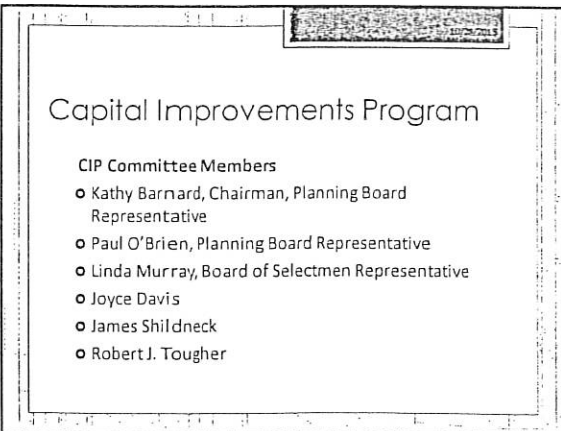 Capital Improvements Program
CIP Committee Members
o Kathy Barnard, Chairman, Planning Board
Representative
o Paul O'Brien, Planning Board Representative
o Linda Murray, Board of Selectmen Representative
o Joyce Davis
o James Shildneck
o Robert J. Tougher